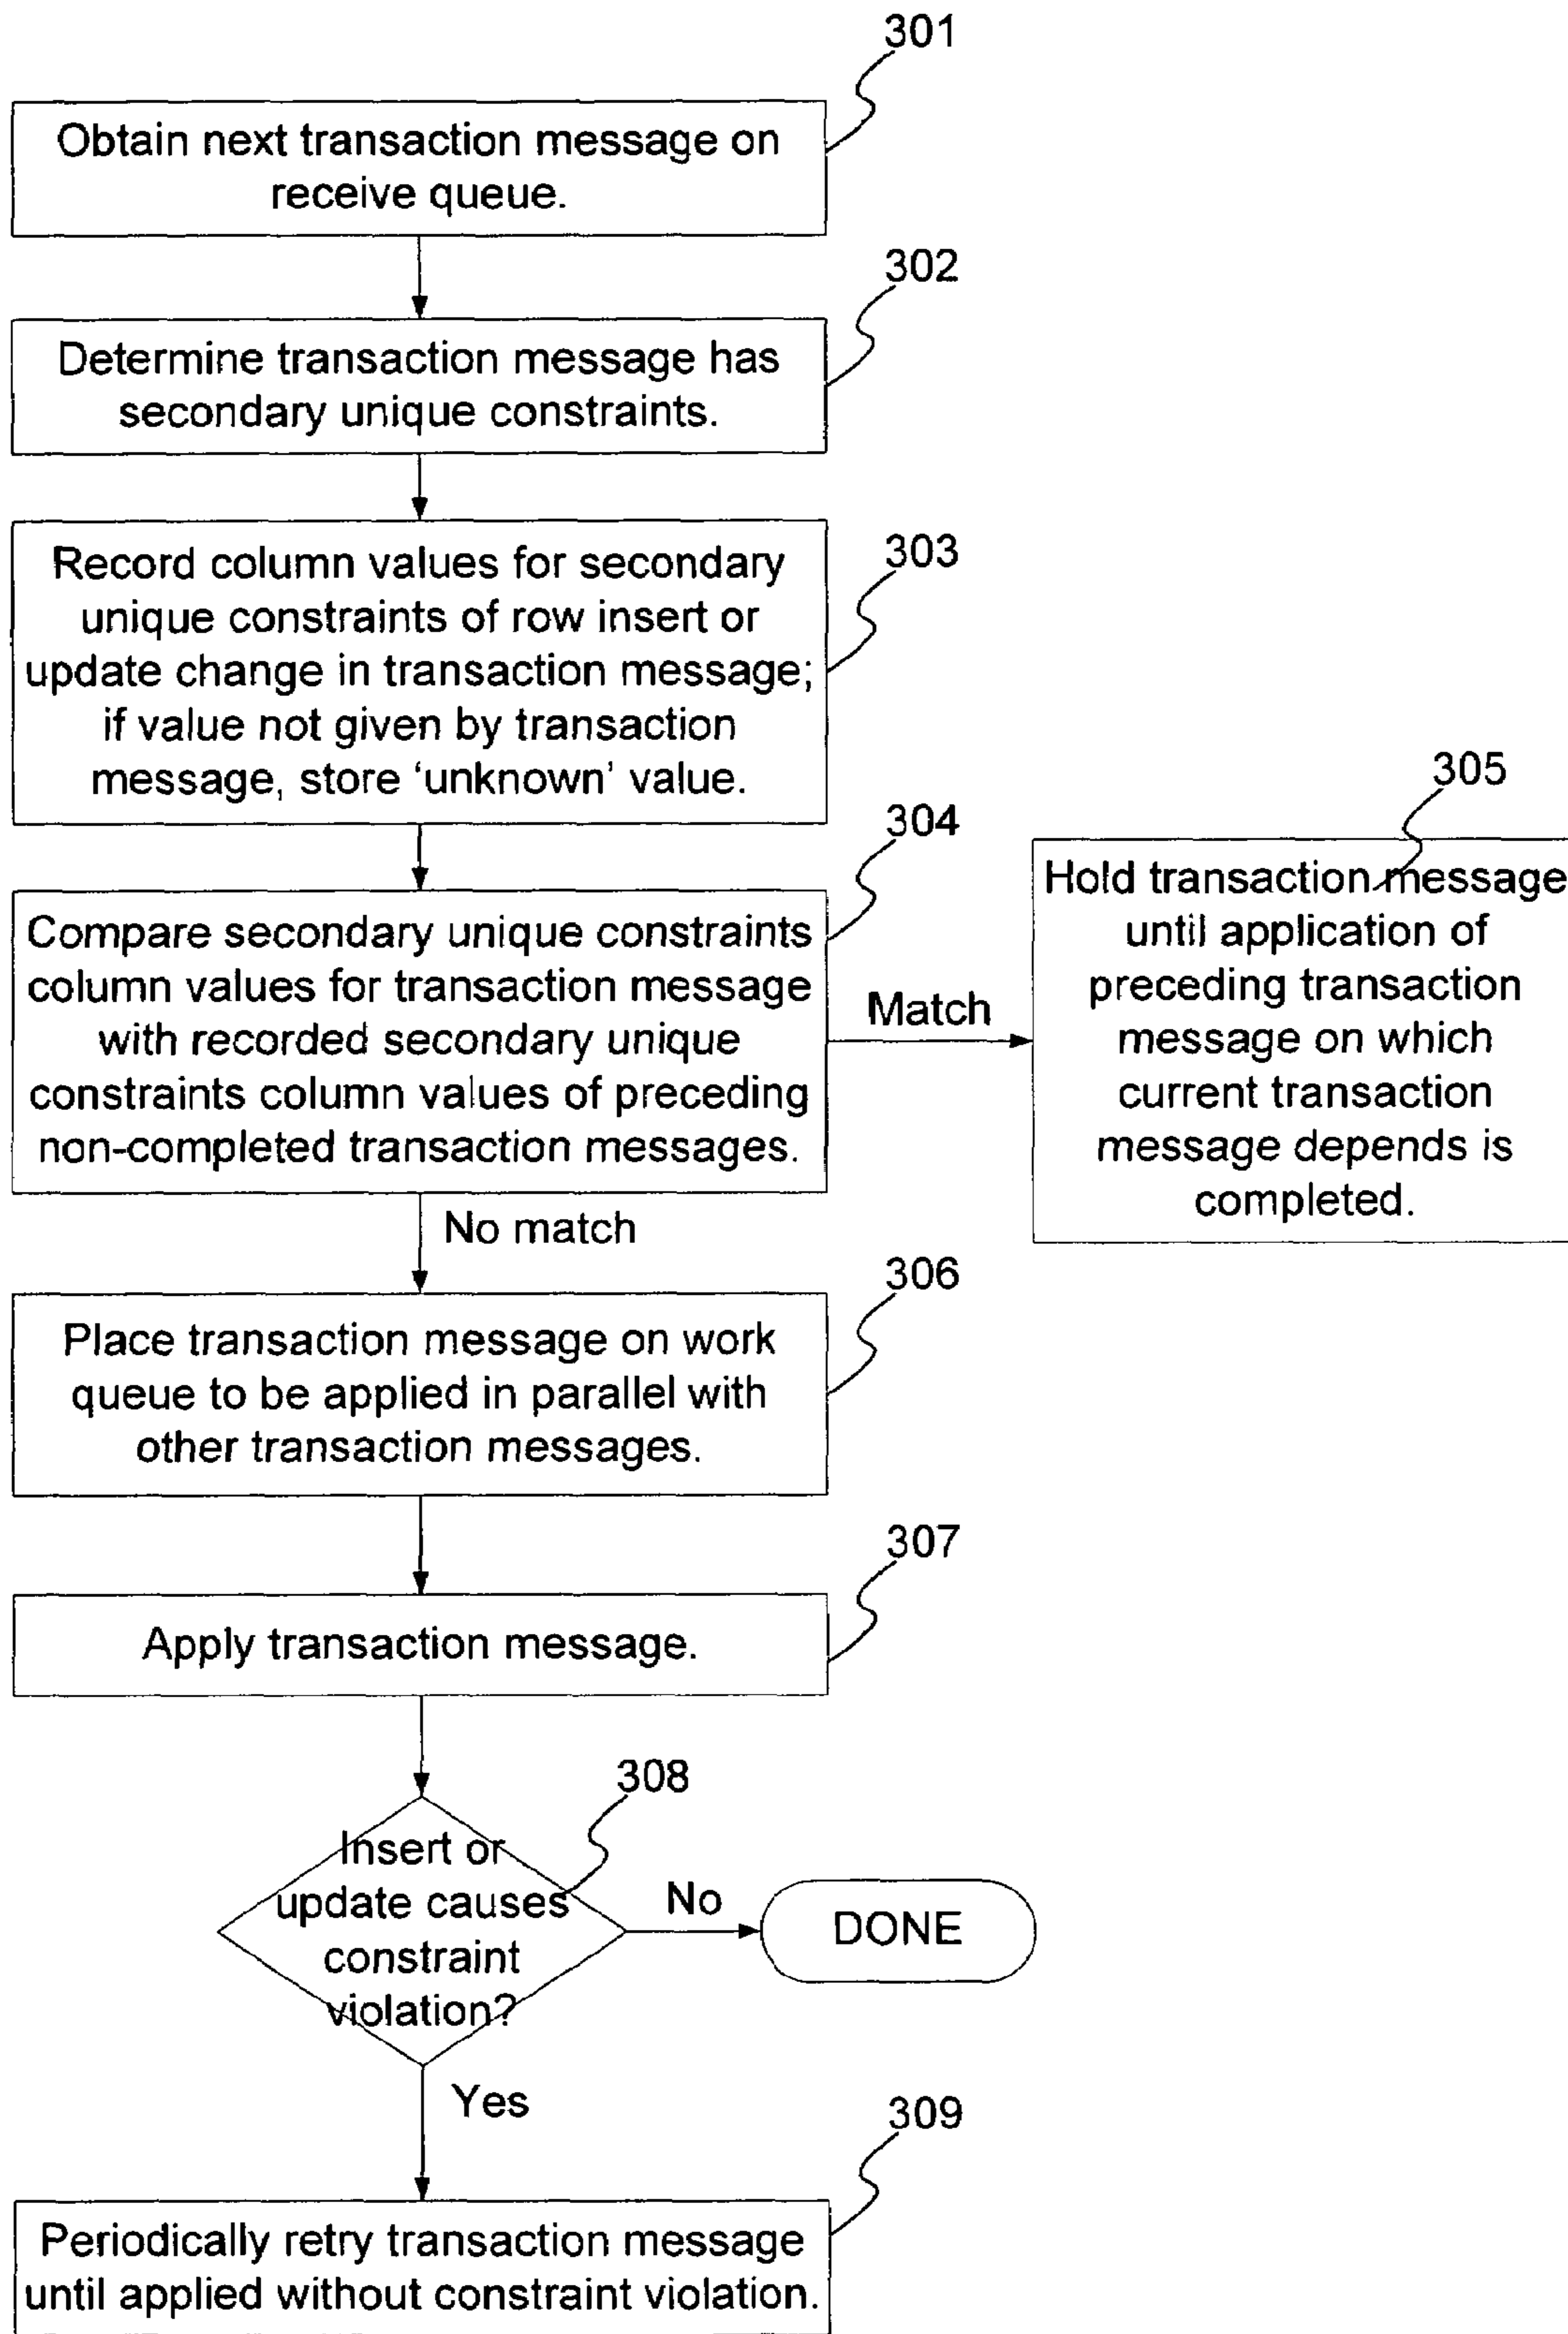 301
Obtain next transaction message on
receive queue.
302
Determine transaction message has
secondary unique constraints.
303
Record column values for secondary
unique constraints of row insert or
update change in transaction message;
if value not given by transaction
message, store ‘unknown’ value.
304
Compare secondary unique constraints
column values for transaction message
with recorded secondary unique
constraints column values of preceding
non-completed transaction messages.
Match
305
Hold transaction message
until application of
preceding transaction
message on which
current transaction
message depends is
completed.
No match
306
Place transaction message on work
queue to be applied in parallel with
other transaction messages.
307
Apply transaction message.
308
Insert or
update causes
constraint
violation?
No
DONE
Yes
309
Periodically retry transaction message
until applied without constraint violation.